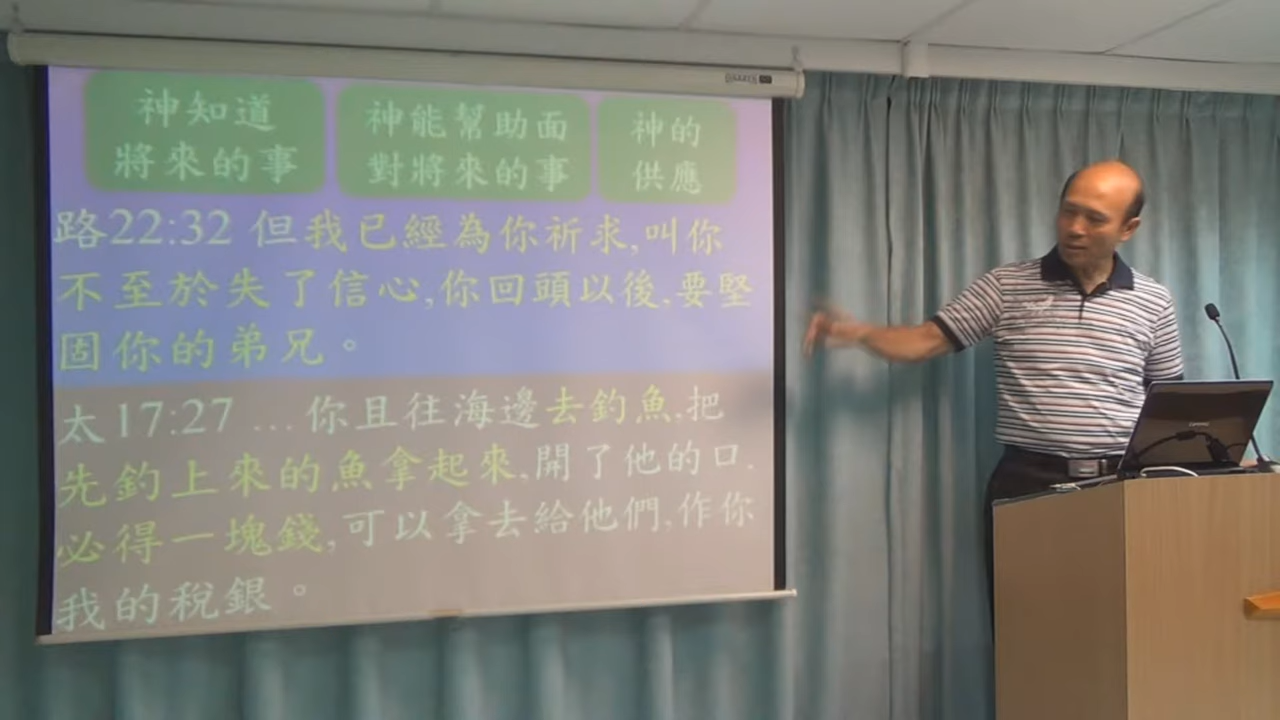 神知道
將來的事
神能幫助面
對將來的事
神的
供應
路22:32 但我已經為你祈求,叫你
不至於失了信心,你回頭以後,要堅
固你的弟兄。
太17:27 …你且往海邊去釣魚,把
先釣上來的魚拿起來,開了他的口,
必得一塊錢,可以拿去給他們,作你
我的稅銀。
lenovo